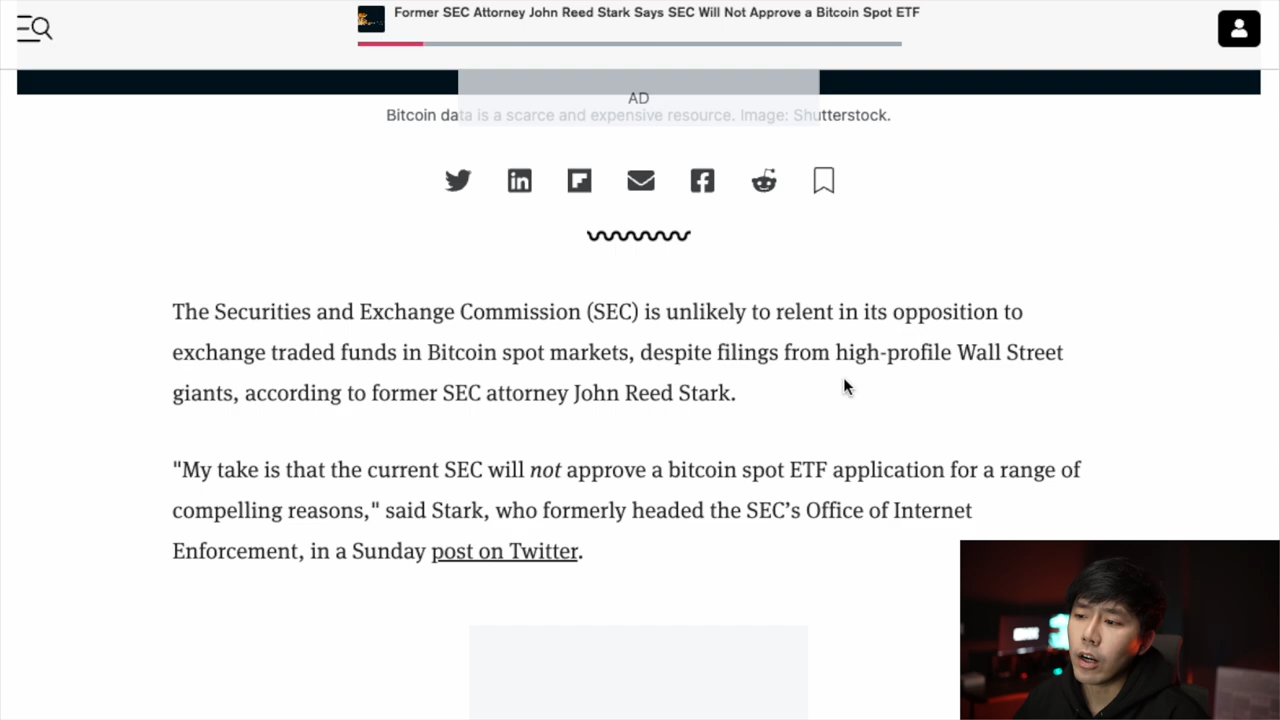 Former SEC Attorney John Reed Stark Says SEC Will Not Approve a Bitcoin Spot ETF
AD
Bitcoin data is a scarce and expensive resource. Image: Shutterstock.
The Securities and Exchange Commission (SEC) is unlikely to relent in its opposition to
exchange traded funds in Bitcoin spot markets, despite filings from high-profile Wall Street
giants, according to former SEC attorney John Reed Stark.
"My take is that the current SEC will not approve a bitcoin spot ETF application for a range of
compelling reasons," said Stark, who formerly headed the SEC’s Office of Internet
Enforcement, in a Sunday post on Twitter.